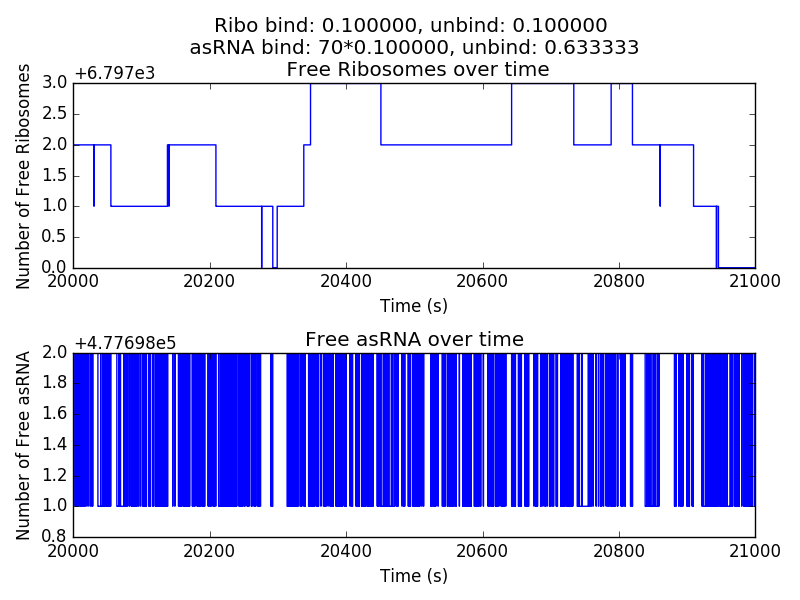 Ribo bind: 0.100000, unbind: 0.100000
asRNA bind: 70*0.100000, unbind: 0.633333
Free Ribosomes over time
+6.797e3
3.0
2.5
2.0
1.5
1.0
0.5
0.0
Number of Free Ribosomes
20000 20200 20400 20600 20800 21000
Time (s)
Free asRNA over time
+4.77698e5
2.0
1.8
1.6
1.4
1.2
1.0
0.8
Number of Free asRNA
20000 20200 20400 20600 20800 21000
Time (s)